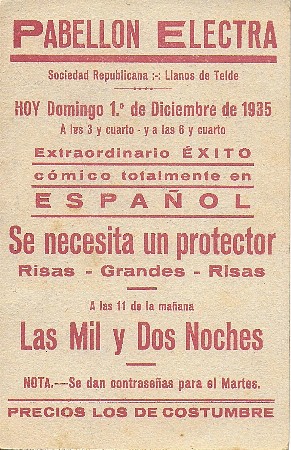 PABELLON ELECTRA
Sociedad Republicana :-: Llanos de Telde
HOY Domingo 1.º de Diciembre de 1935
A las 3 y cuarto - y a las 6 y cuarto
Extraordinario ÉXITO
cómico totalmente en
ESPAÑOL
Se necesita un protector
Risas - Grandes - Risas
A las 11 de la mañana
Las Mil y Dos Noches
NOTA.--Se dan contraseñas para el Martes.
PRECIOS LOS DE COSTUMBRE